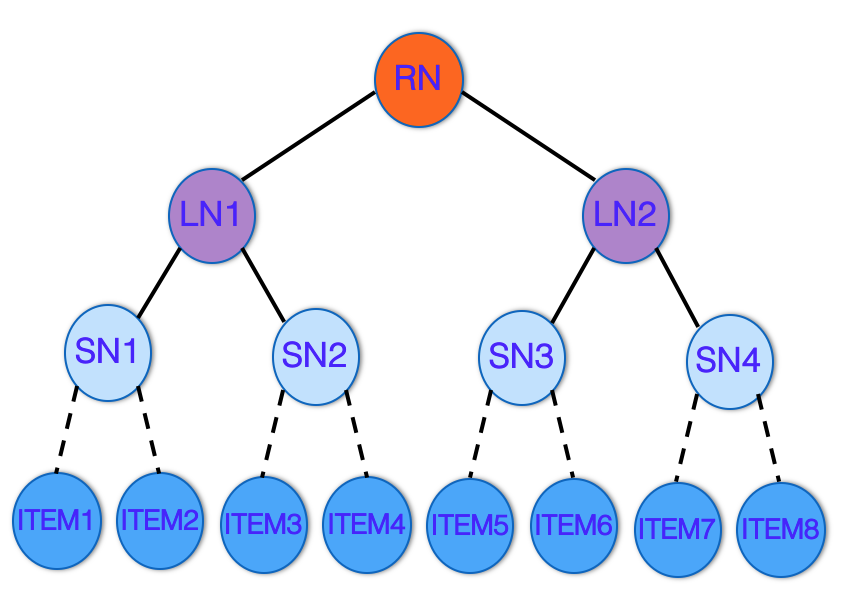 RN
LN1
LN2
SN1
SN2
SN3
SN4
ITEM1
ITEM2
ITEM3
ITEM4
ITEM5
ITEM6
ITEM7
ITEM8